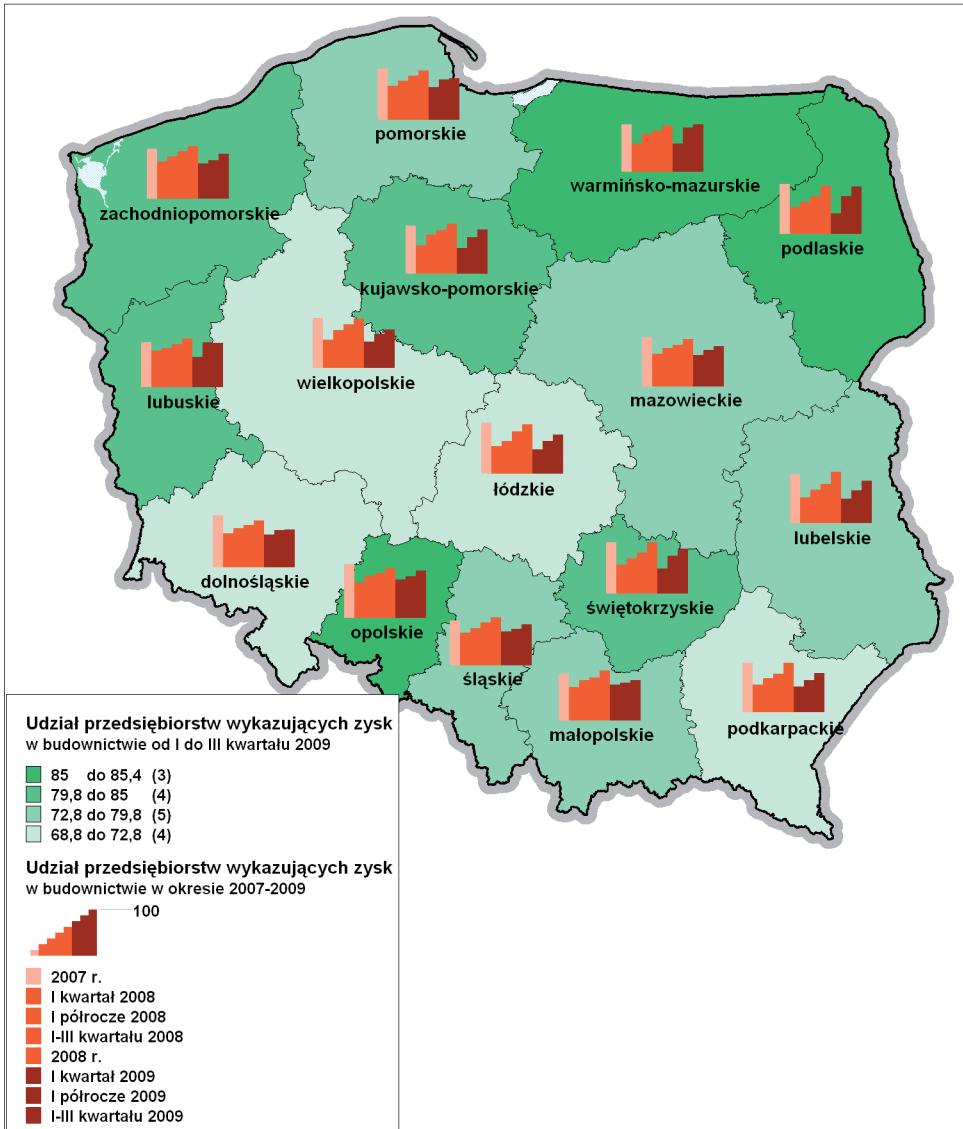 pomorskie
warmińsko-mazurskie
zachodniopomorskie
podlaskie
kujawsko-pomorskie
wielkopolskie
lubuskie
mazowieckie
łódzkie
lubelskie
dolnośląskie
świętokrzyskie
opolskie
śląskie
podkarpackie
małopolskie
Udział przedsiębiorstw wykazujących zysk
w budownictwie od I do III kwartału 2009
85 do 85,4 (3)
79,8 do 85 (4)
72,8 do 79,8 (5)
68,8 do 72,8 (4)
Udział przedsiębiorstw wykazujących zysk
w budownictwie w okresie 2007-2009
100
2007 r.
I kwartał 2008
I półrocze 2008
I-III kwartału 2008
2008 r.
I kwartał 2009
I półrocze 2009
I-III kwartału 2009